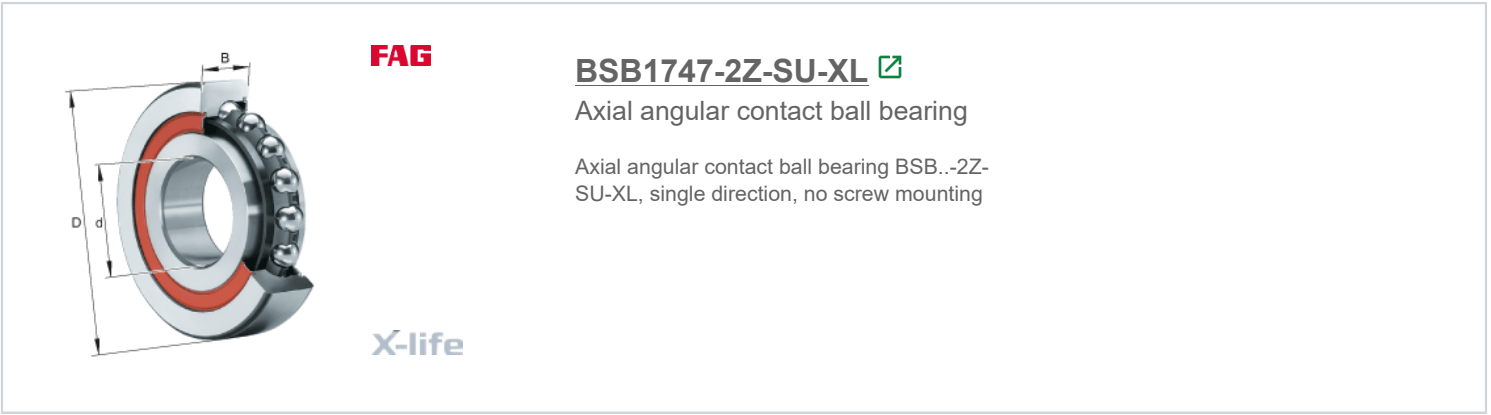 B
D
d
FAG
X-life
BSB1747-2Z-SU-XL
Axial angular contact ball bearing
Axial angular contact ball bearing BSB..-2Z-
SU-XL, single direction, no screw mounting